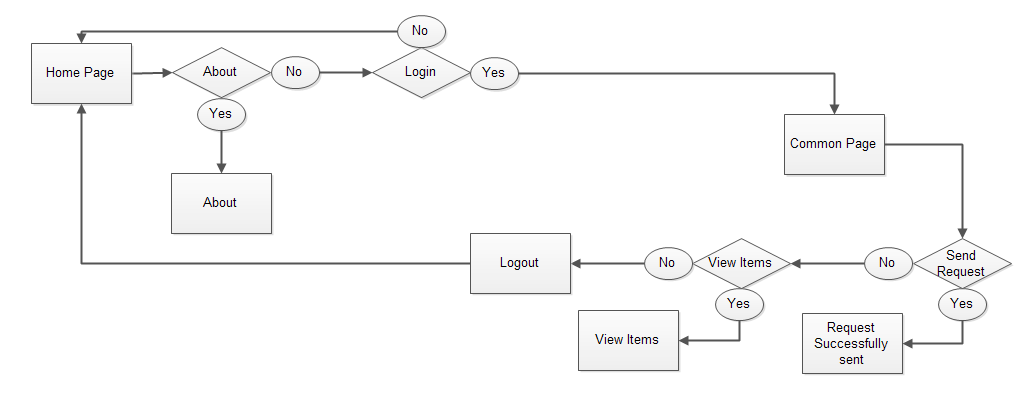 No
Home Page
About
No
Login
Yes
Yes
Common Page
About
Logout
No
View Items
No
Send
Request
Yes
Yes
View Items
Request
Successfully
sent